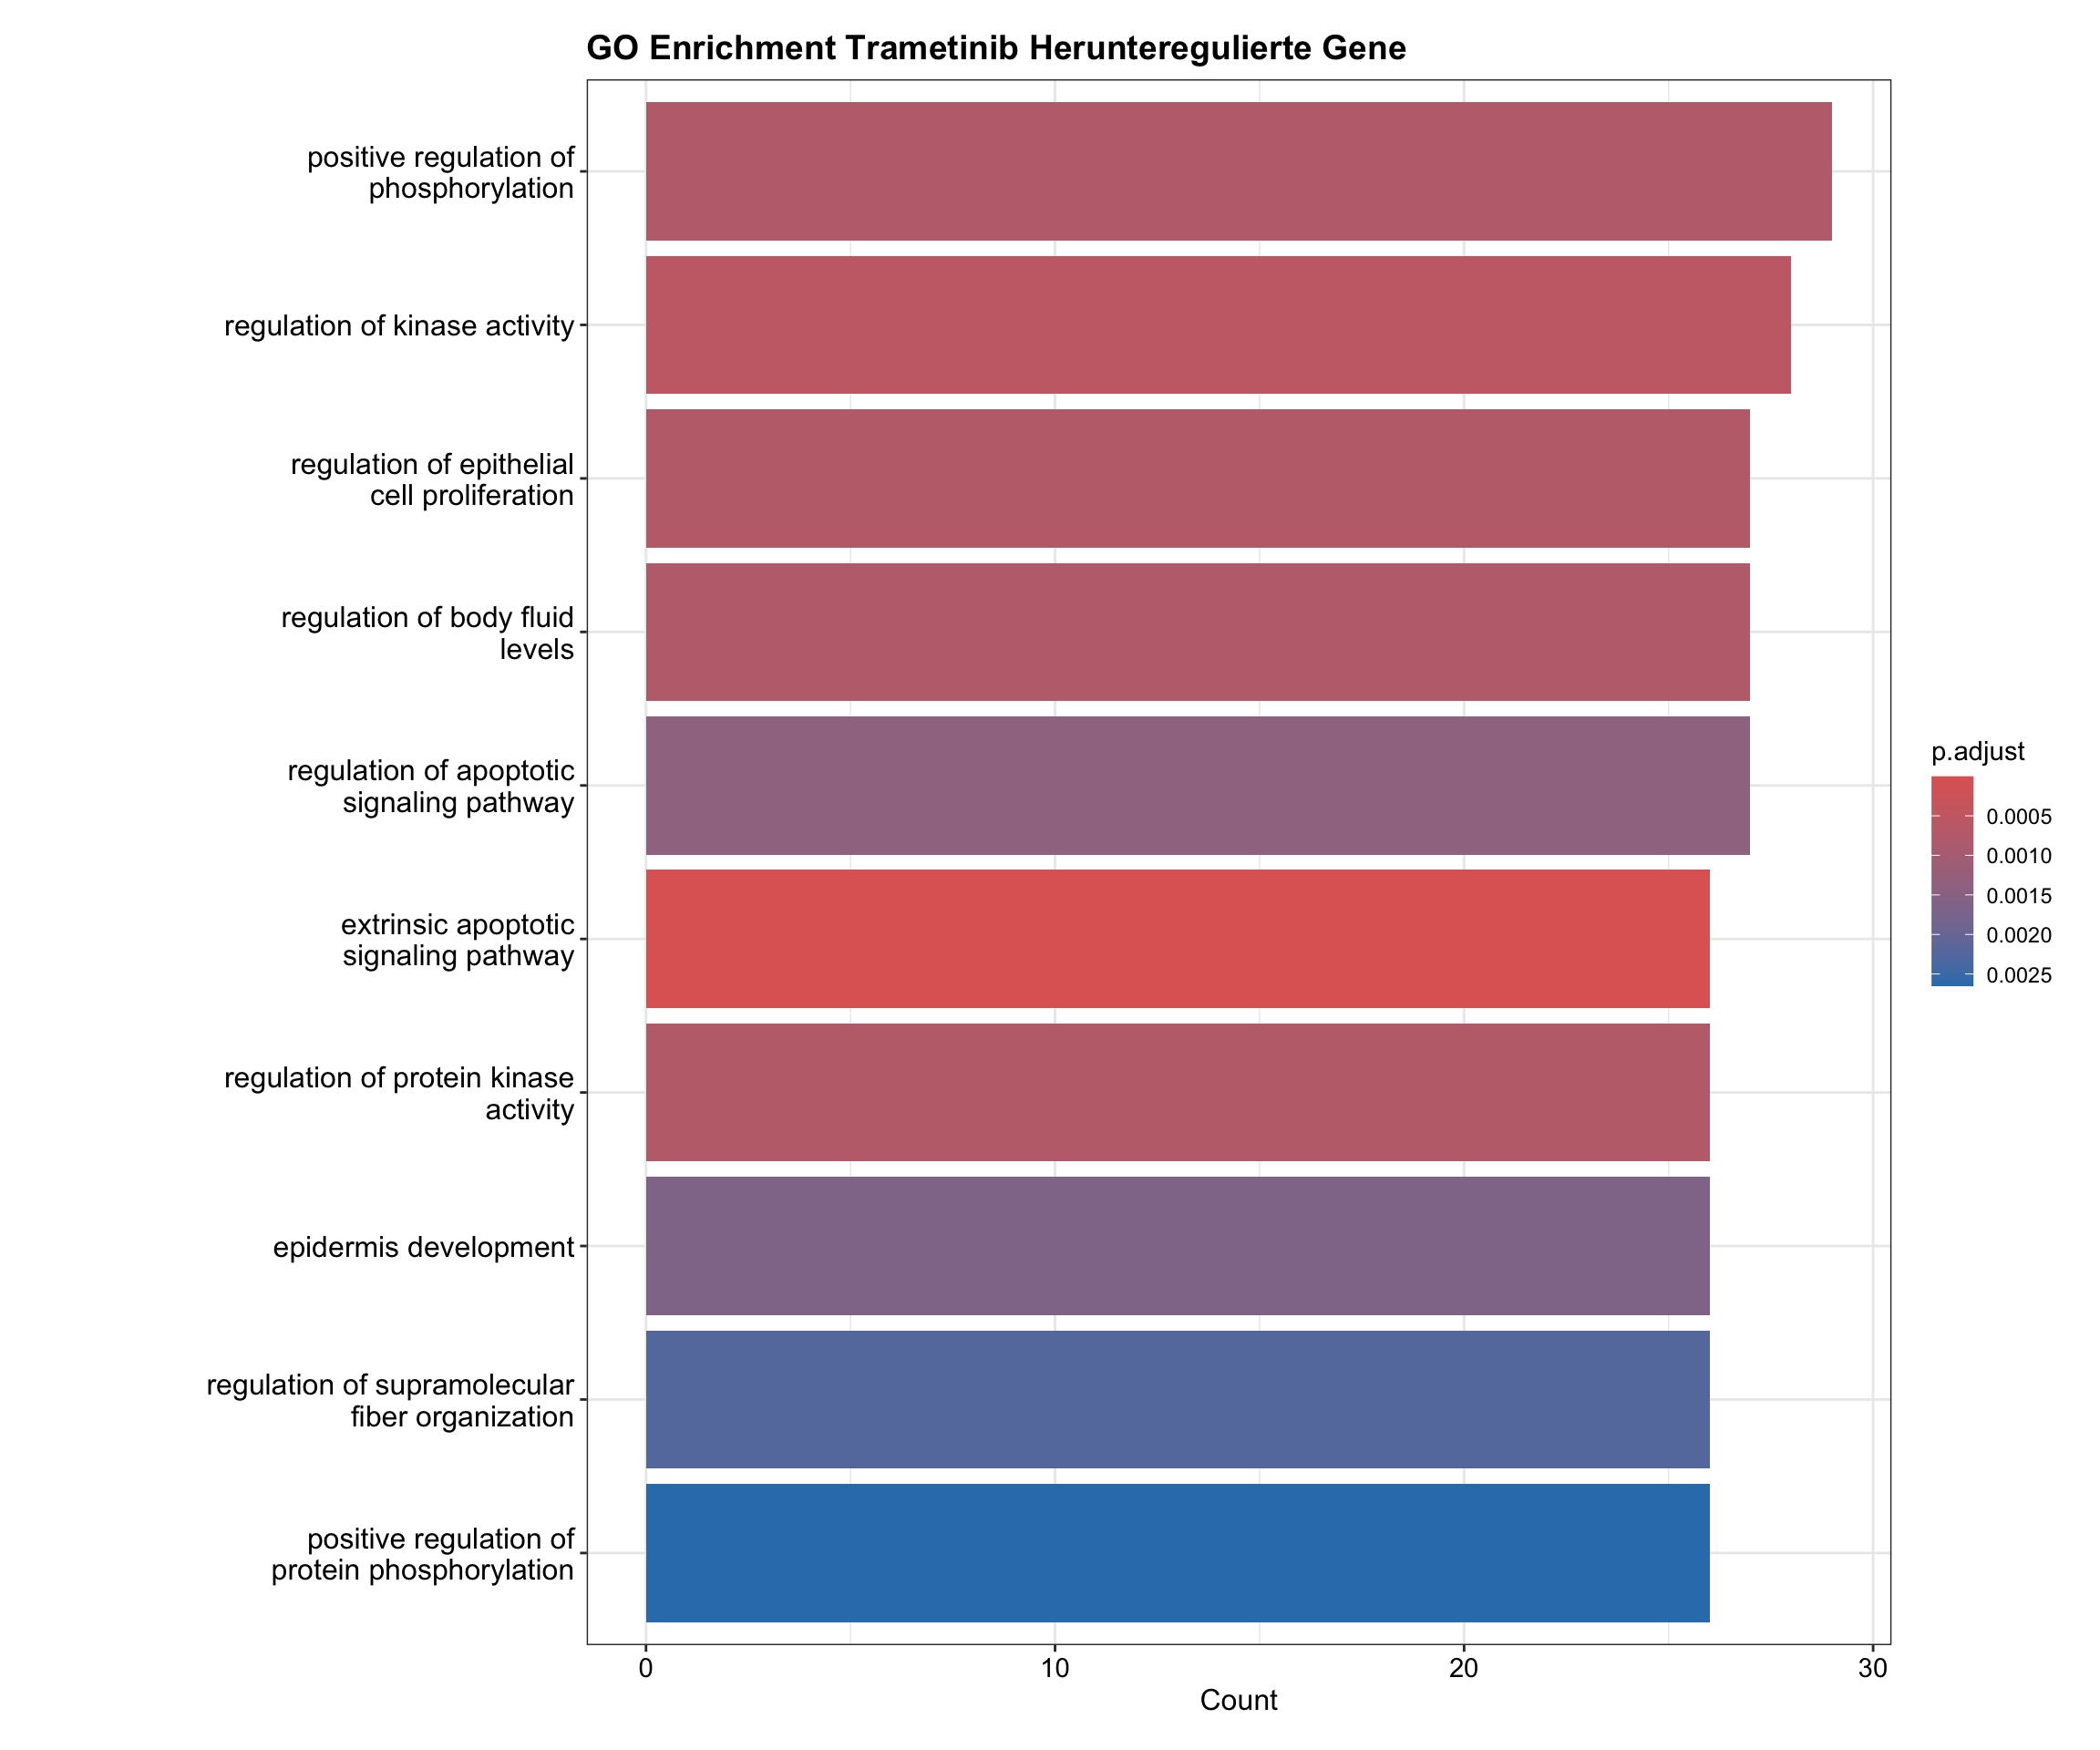 GO Enrichment Trametinib Heruntere​gulierte Gene
positive regulation of
phosphorylation
regulation of kinase activity
regulation of epithelial
cell proliferation
regulation of body fluid
levels
regulation of apoptotic
signaling pathway
extrinsic apoptotic
signaling pathway
regulation of protein kinase
activity
epidermis development
regulation of supramolecular
fiber organization
positive regulation of
protein phosphorylation
0
10
20
30
Count
p.adjust
0.0005
0.0010
0.0015
0.0020
0.0025